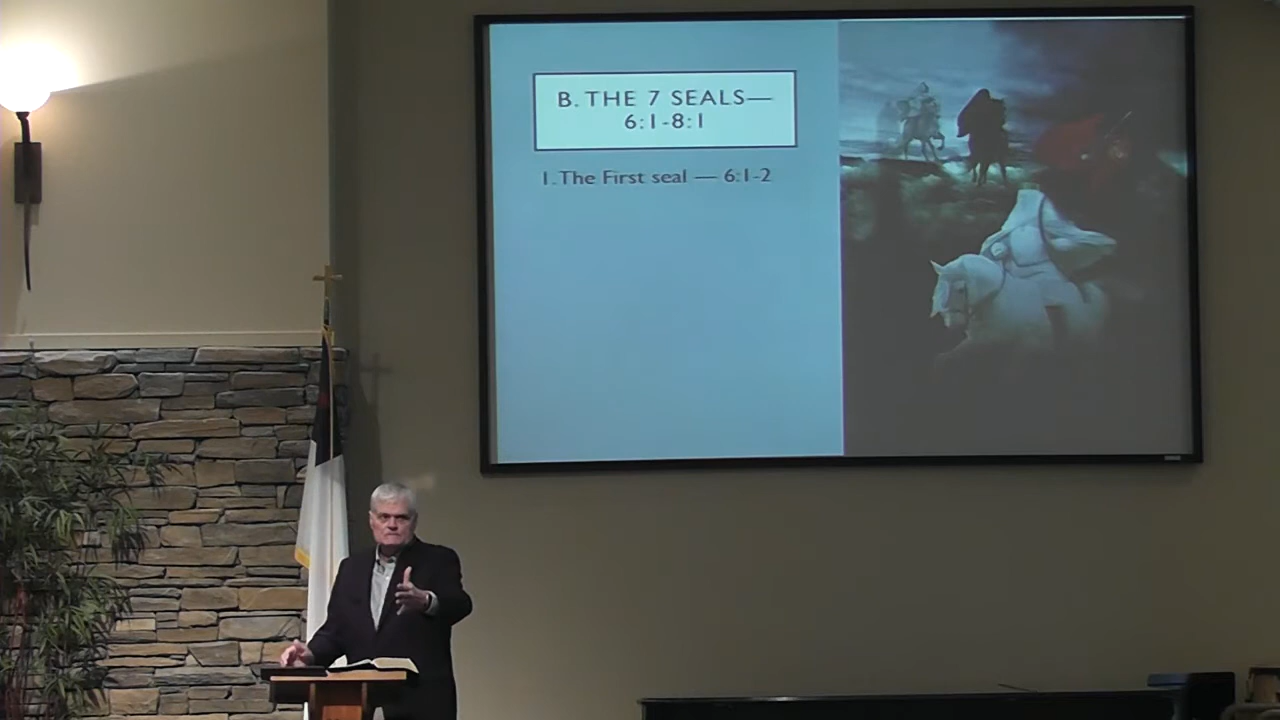 B. THE 7 SEALS—
6:1-8:1
1. The First seal — 6:1-2